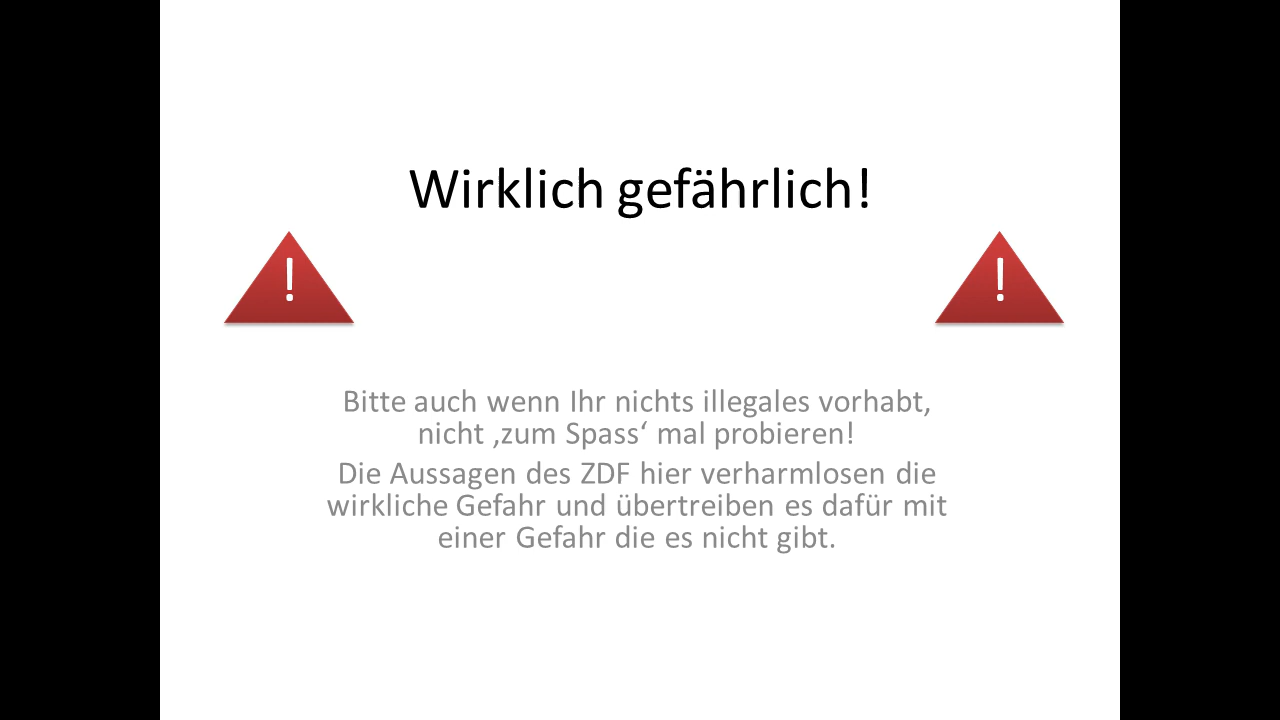 Wirklich gefährlich!
!
!
Bitte auch wenn Ihr nichts illegales vorhabt,
nicht ‚zum Spass‘ mal probieren!
Die Aussagen des ZDF hier verharmlosen die
wirkliche Gefahr und übertreiben es dafür mit
einer Gefahr die es nicht gibt.